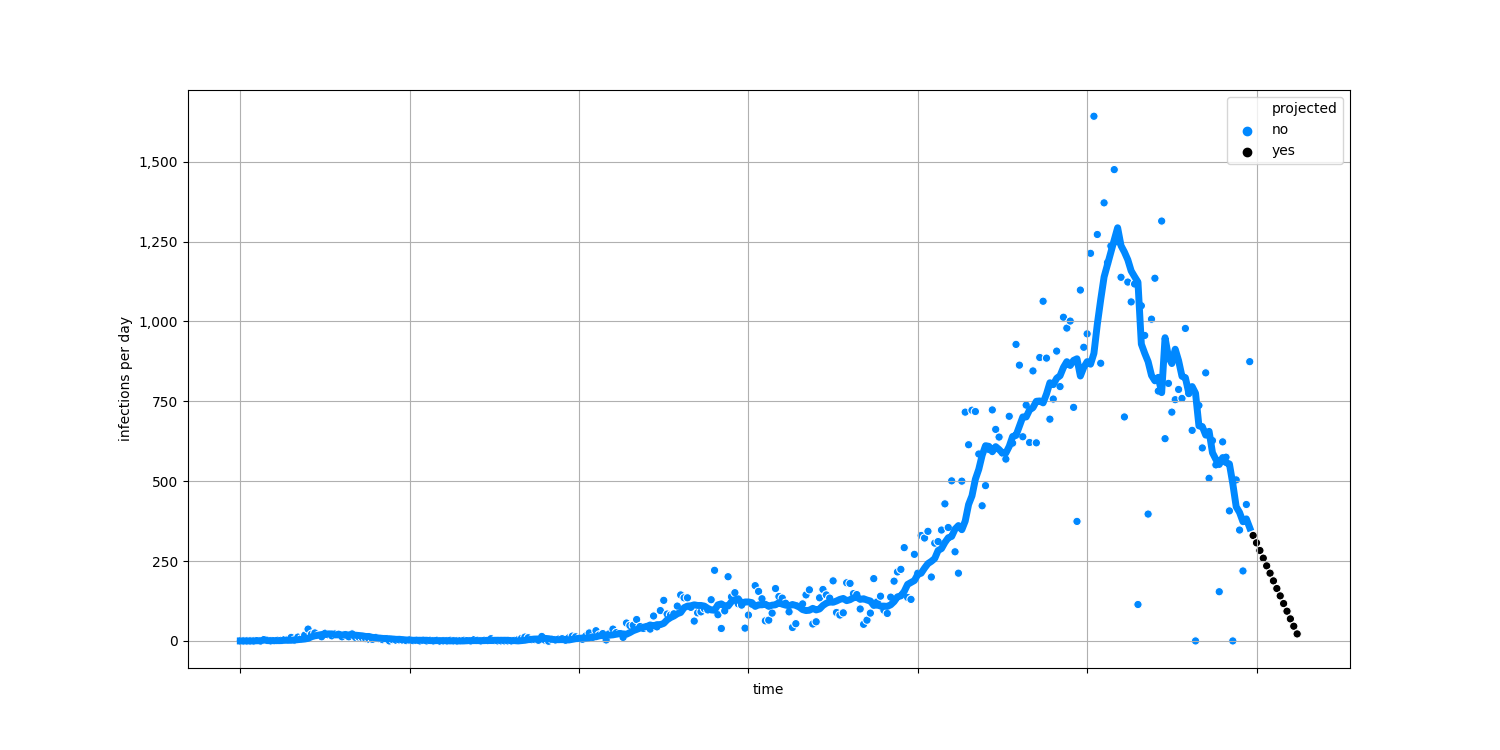 projected
no
yes
1,500
1,250
1,000
750
500
250
0
infections per day
time